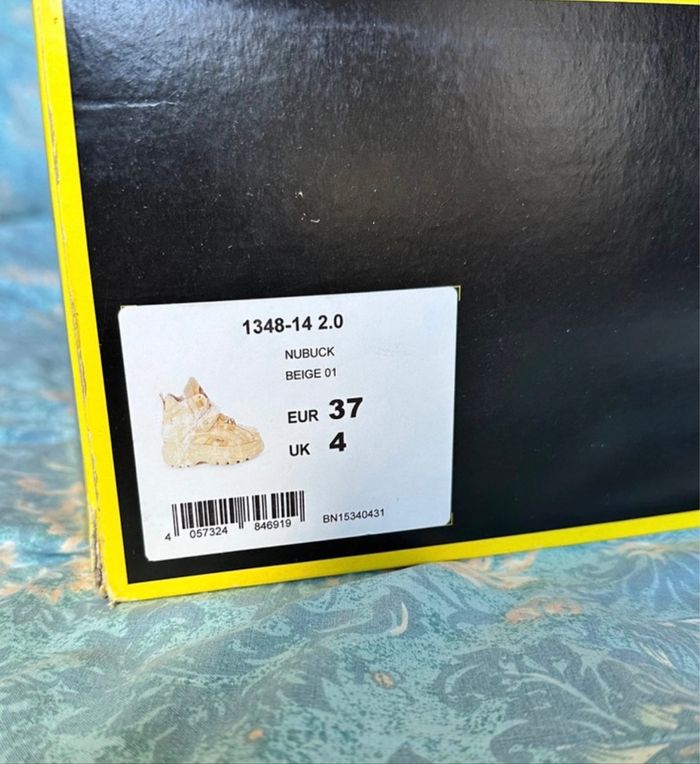 1348-14 2.0
NUBUCK
BEIGE 01
EUR 37
UK 4
4 057324 846919
BN15340431